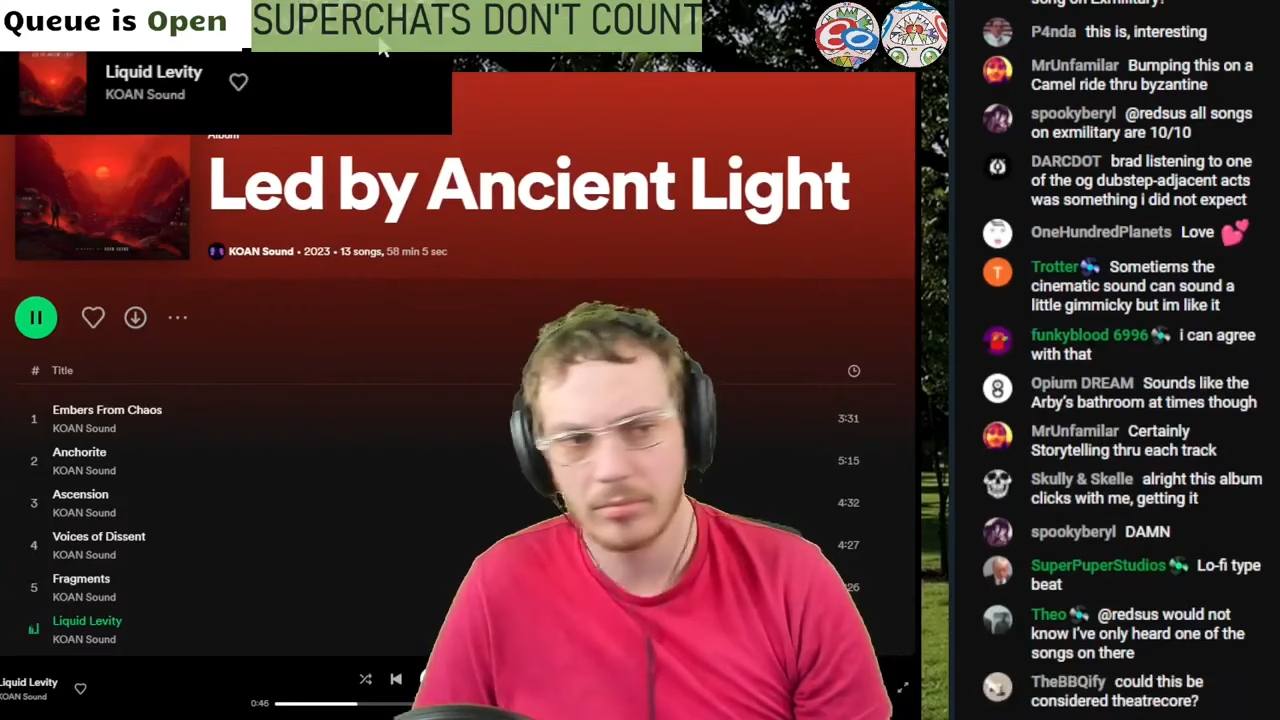 Queue is Open
SUPERCHATS DON'T COUNT
Liquid Levity
KOAN Sound
Album
Led by Ancient Light
KOAN Sound • 2023 • 13 songs, 58 min 5 sec
# Title
1 Embers From Chaos 3:31
KOAN Sound
2 Anchorite 5:15
KOAN Sound
3 Ascension 4:32
KOAN Sound
4 Voices of Dissent 4:27
KOAN Sound
5 Fragments
KOAN Sound
Liquid Levity
KOAN Sound
Liquid Levity
KOAN Sound
0:46
P4nda this is, interesting
MrUnfamilar Bumping this on a
Camel ride thru byzantine
spookyberyl @redsus all songs
on exmilitary are 10/10
DARCDOT brad listening to one
of the og dubstep-adjacent acts
was something i did not expect
OneHundredPlanets Love 💕
Trotter Sometiems the
cinematic sound can sound a
little gimmicky but im like it
funkyblood 6996 i can agree
with that
Opium DREAM Sounds like the
Arby's bathroom at times though
MrUnfamilar Certainly
Storytelling thru each track
Skully & Skelle alright this album
clicks with me, getting it
spookyberyl DAMN
SuperPuperStudios Lo-fi type
beat
Theo @redsus would not
know I've only heard one of the
songs on there
TheBBQify could this be
considered theatrecore?